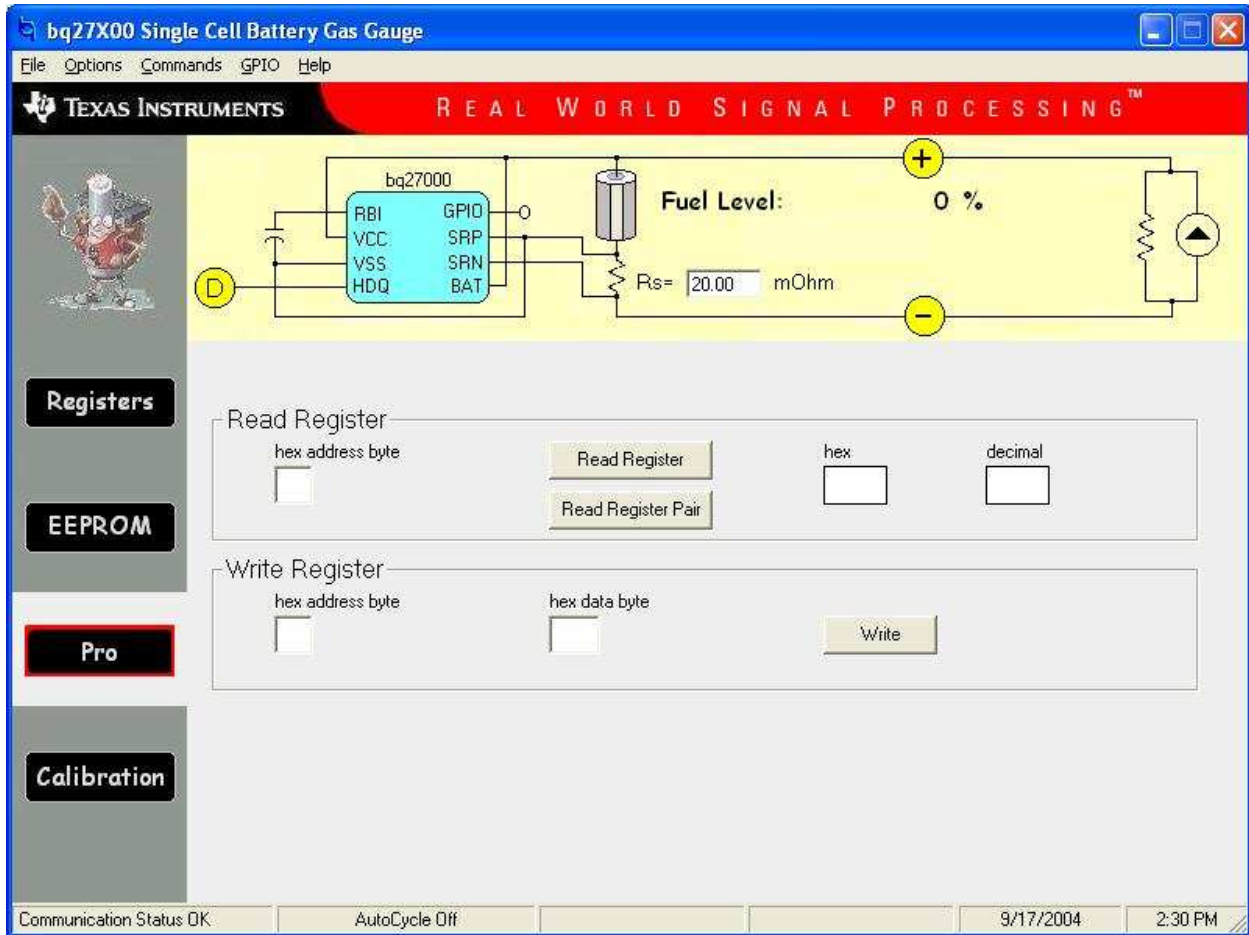 bq27X00 Single Cell Battery Gas Gauge
File Options Commands GPIO Help
TEXAS INSTRUMENTS REAL WORLD SIGNAL PROCESSING™
bq27000
RBI GPIO
VCC SRP
VSS SRN
HDQ BAT
D
+
Fuel Level: 0 %
Rs= 20.00 mOhm
-
Registers
EEPROM
Pro
Calibration
Read Register
hex address byte
Read Register
Read Register Pair
hex
decimal
Write Register
hex address byte
hex data byte
Write
Communication Status OK AutoCycle Off 9/17/2004 2:30 PM